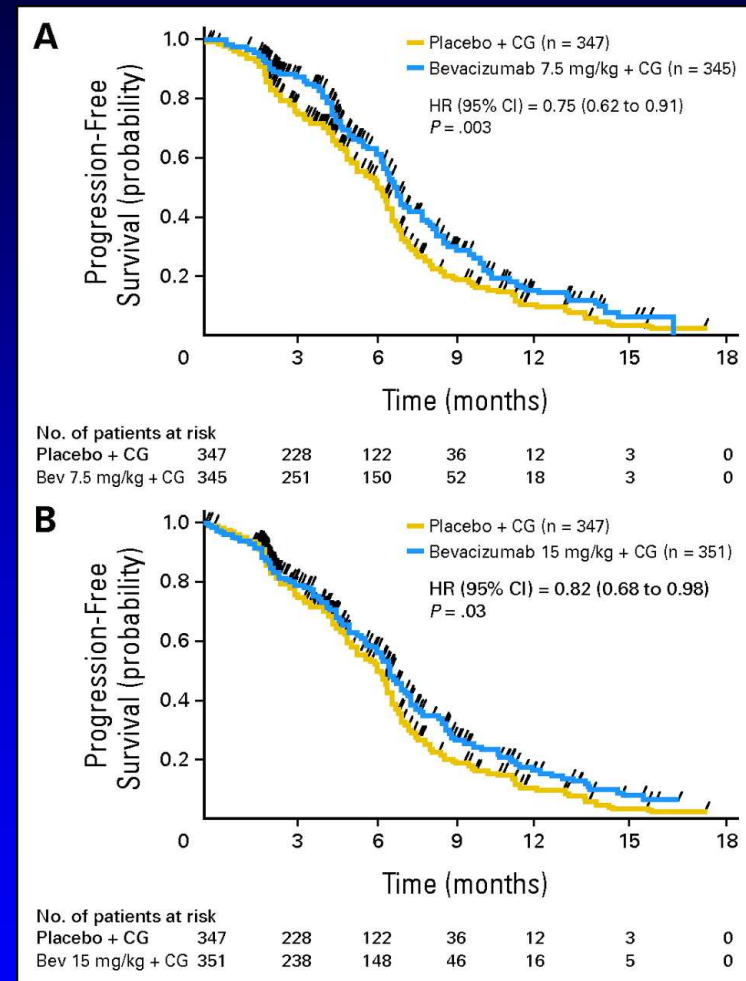 A
Progression-Free
Survival (probability)
1.0
0.8
0.6
0.4
0.2
Placebo + CG (n = 347)
Bevacizumab 7.5 mg/kg + CG (n = 345)
HR (95% CI) = 0.75 (0.62 to 0.91)
P = .003
0 3 6 9 12 15 18
Time (months)
No. of patients at risk
Placebo + CG 347 228 122 36 12 3 0
Bev 7.5 mg/kg + CG 345 251 150 52 18 3 0
B
Progression-Free
Survival (probability)
1.0
0.8
0.6
0.4
0.2
Placebo + CG (n = 347)
Bevacizumab 15 mg/kg + CG (n = 351)
HR (95% CI) = 0.82 (0.68 to 0.98)
P = .03
0 3 6 9 12 15 18
Time (months)
No. of patients at risk
Placebo + CG 347 228 122 36 12 3 0
Bev 15 mg/kg + CG 351 238 148 46 16 5 0